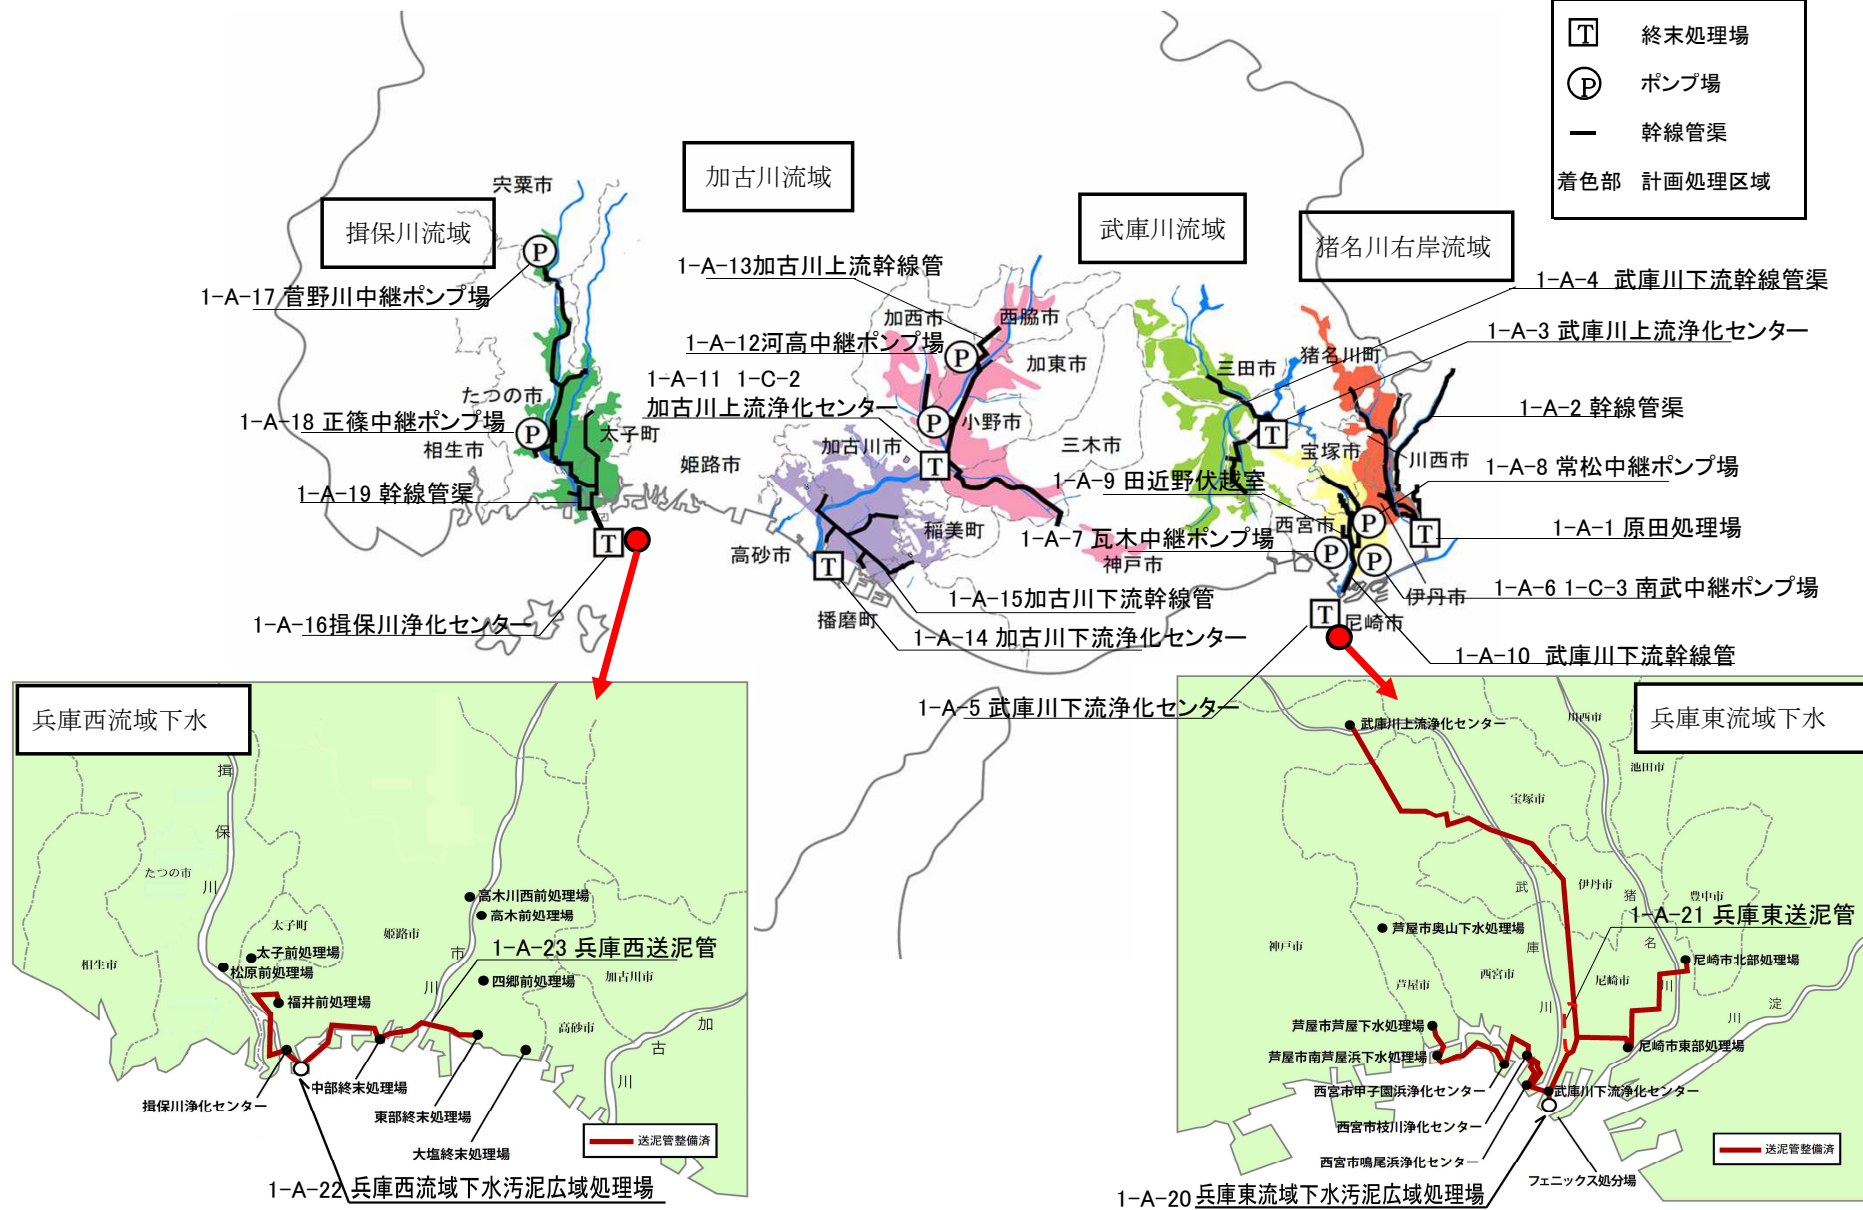 T 終末処理場
P ポンプ場
幹線管渠
着色部 計画処理区域
揖保川流域
加古川流域
武庫川流域
猪名川右岸流域
宍粟市
P
1-A-17 菅野川中継ポンプ場
たつの市
1-A-18 正篠中継ポンプ場
P
相生市
太子町
姫路市
1-A-19 幹線管渠
T
1-A-16揖保川浄化センター
1-A-13加古川上流幹線管
加西市
西脇市
1-A-12河高中継ポンプ場
P
加東市
1-A-11 1-C-2
加古川上流浄化センター
P
小野市
加古川市
T
三木市
稲美町
高砂市
T
神戸市
播磨町
1-A-15加古川下流幹線管
1-A-14 加古川下流浄化センター
1-A-4 武庫川下流幹線管渠
1-A-3 武庫川上流浄化センター
三田市
猪名川町
1-A-2 幹線管渠
T
宝塚市
川西市
1-A-8 常松中継ポンプ場
1-A-9 田近野伏越室
西宮市
P
T
1-A-1 原田処理場
1-A-7 瓦木中継ポンプ場
P
P
1-A-6 1-C-3 南武中継ポンプ場
伊丹市
T
尼崎市
1-A-10 武庫川下流幹線管
1-A-5 武庫川下流浄化センター
兵庫西流域下水
揖
保
川
たつの市
太子町
相生市
姫路市
市
川
高木川西前処理場
高木前処理場
1-A-23 兵庫西送泥管
太子前処理場
松原前処理場
四郷前処理場
加古川市
福井前処理場
高砂市
加
古
川
中部終末処理場
揖保川浄化センター
東部終末処理場
大塩終末処理場
送泥管整備済
1-A-22 兵庫西流域下水汚泥広域処理場
兵庫東流域下水
武庫川上流浄化センター
川西市
池田市
宝塚市
武
庫
川
伊丹市
猪
名
川
豊中市
1-A-21 兵庫東送泥管
芦屋市奥山下水処理場
神戸市
西宮市
芦屋市
尼崎市
尼崎市北部処理場
淀
川
芦屋市芦屋下水処理場
芦屋市南芦屋浜下水処理場
尼崎市東部処理場
西宮市甲子園浜浄化センター
武庫川下流浄化センター
西宮市枝川浄化センター
西宮市鳴尾浜浄化センター
フェニックス処分場
送泥管整備済
1-A-20 兵庫東流域下水汚泥広域処理場